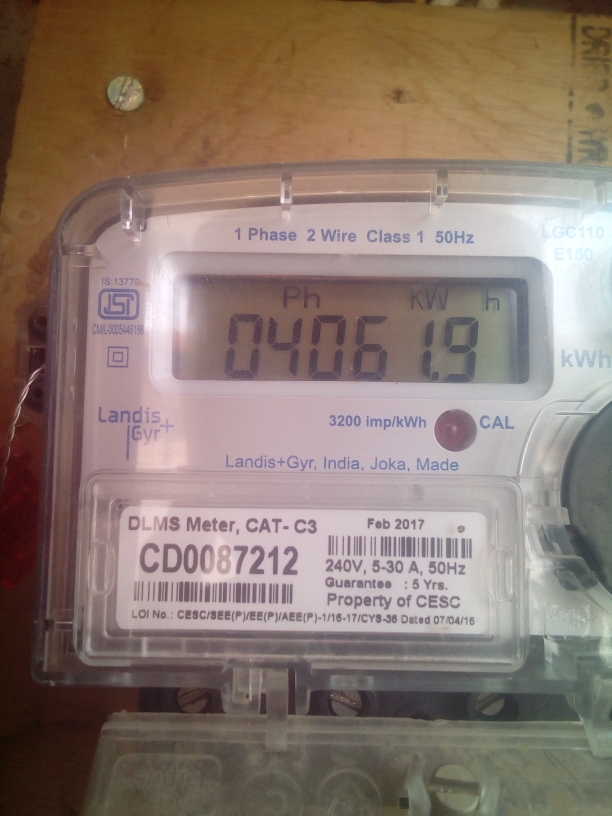 1 Phase 2 Wire Class 1 50Hz
LGC110
E150
IS:13779
ISI
CM/L-0005446166
Ph KW h
04061.9
kWh
Landis
Gyr+
3200 imp/kWh CAL
Landis+Gyr, India, Joka, Made
DLMS Meter, CAT- C3
Feb 2017
CD0087212
240V, 5-30 A, 50Hz
Guarantee : 5 Yrs.
Property of CESC
LOI No.: CESC/SEE(P)/EE(P)/AEE(P)-1/16-17/CYS-36 Dated 07/04/16